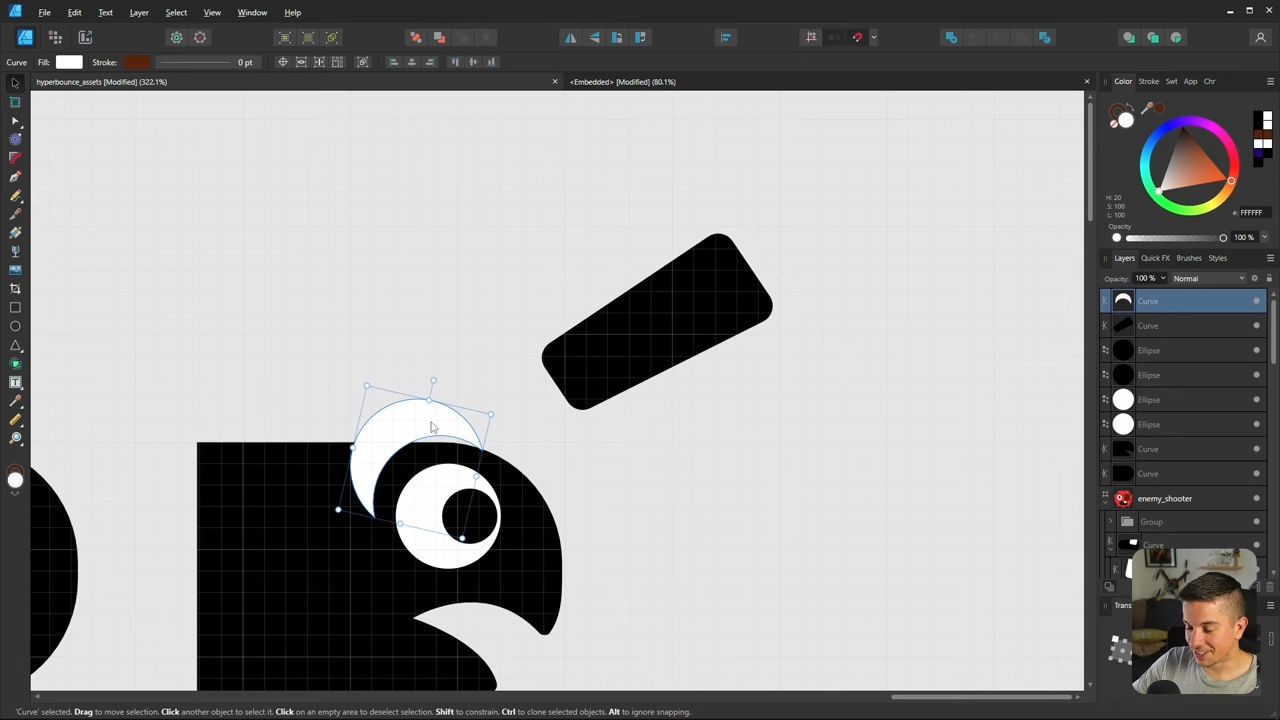 File Edit Text Layer Select View Window Help
Curve Fill: Stroke: 0 pt
hyperbounce_assets [Modified] (322.1%)
<Embedded> [Modified] (80.1%)
Color Stroke Swt App Chr
H: 20
S: 100
L: 100
#: FFFFFF
Opacity
100 %
Layers Quick FX Brushes Styles
Opacity: 100 % Normal
Curve
Curve
Ellipse
Ellipse
Ellipse
Ellipse
Curve
Curve
enemy_shooter
Group
Curve
'Curve' selected. Drag to move selection. Click another object to select it. Click on an empty area to deselect selection. Shift to constrain. Ctrl to clone selected objects. Alt to ignore snapping.